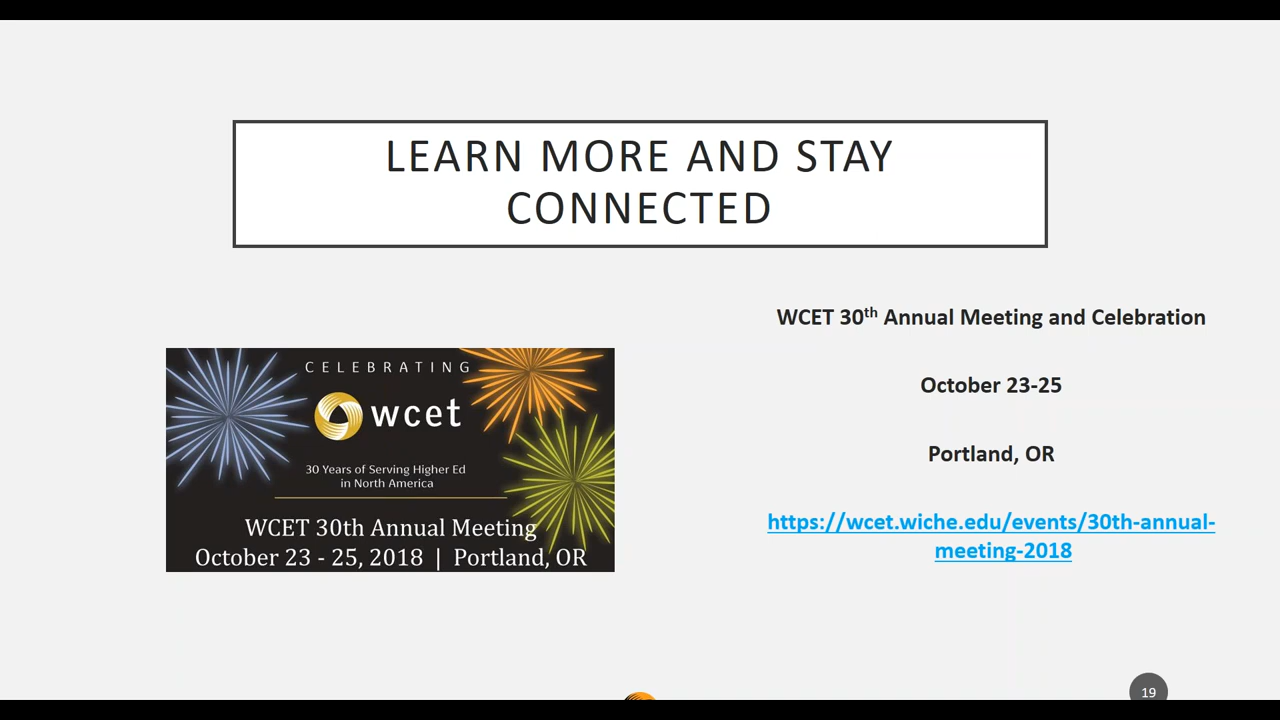 LEARN MORE AND STAY
CONNECTED
CELEBRATING
wcet
30 Years of Serving Higher Ed
in North America
WCET 30th Annual Meeting
October 23 - 25, 2018 | Portland, OR
WCET 30th Annual Meeting and Celebration
October 23-25
Portland, OR
https://wcet.wiche.edu/events/30th-annual-
meeting-2018
19